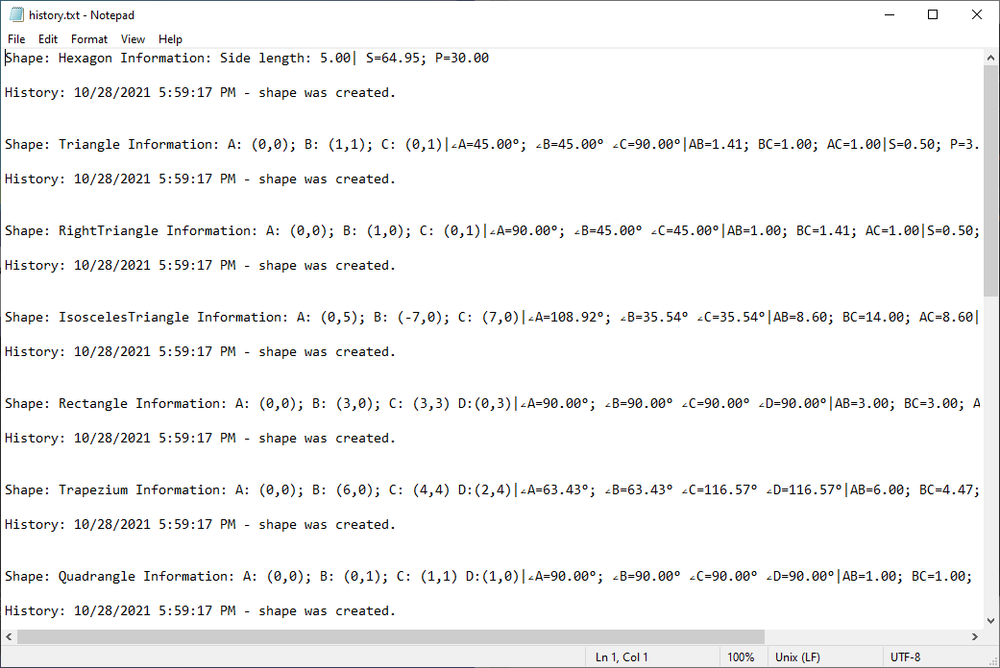 history.txt - Notepad
File Edit Format View Help
Shape: Hexagon Information: Side length: 5.00| S=64.95; P=30.00
History: 10/28/2021 5:59:17 PM - shape was created.
Shape: Triangle Information: A: (0,0); B: (1,1); C: (0,1)|∠A=45.00°; ∠B=45.00° ∠C=90.00°|AB=1.41; BC=1.00; AC=1.00|S=0.50; P=3.
History: 10/28/2021 5:59:17 PM - shape was created.
Shape: RightTriangle Information: A: (0,0); B: (1,0); C: (0,1)|∠A=90.00°; ∠B=45.00° ∠C=45.00°|AB=1.00; BC=1.41; AC=1.00|S=0.50;
History: 10/28/2021 5:59:17 PM - shape was created.
Shape: IsoscelesTriangle Information: A: (0,5); B: (-7,0); C: (7,0)|∠A=108.92°; ∠B=35.54° ∠C=35.54°|AB=8.60; BC=14.00; AC=8.60|
History: 10/28/2021 5:59:17 PM - shape was created.
Shape: Rectangle Information: A: (0,0); B: (3,0); C: (3,3) D:(0,3)|∠A=90.00°; ∠B=90.00° ∠C=90.00° ∠D=90.00°|AB=3.00; BC=3.00; A
History: 10/28/2021 5:59:17 PM - shape was created.
Shape: Trapezium Information: A: (0,0); B: (6,0); C: (4,4) D:(2,4)|∠A=63.43°; ∠B=63.43° ∠C=116.57° ∠D=116.57°|AB=6.00; BC=4.47;
History: 10/28/2021 5:59:17 PM - shape was created.
Shape: Quadrangle Information: A: (0,0); B: (0,1); C: (1,1) D:(1,0)|∠A=90.00°; ∠B=90.00° ∠C=90.00° ∠D=90.00°|AB=1.00; BC=1.00;
History: 10/28/2021 5:59:17 PM - shape was created.
Ln 1, Col 1 100% Unix (LF) UTF-8